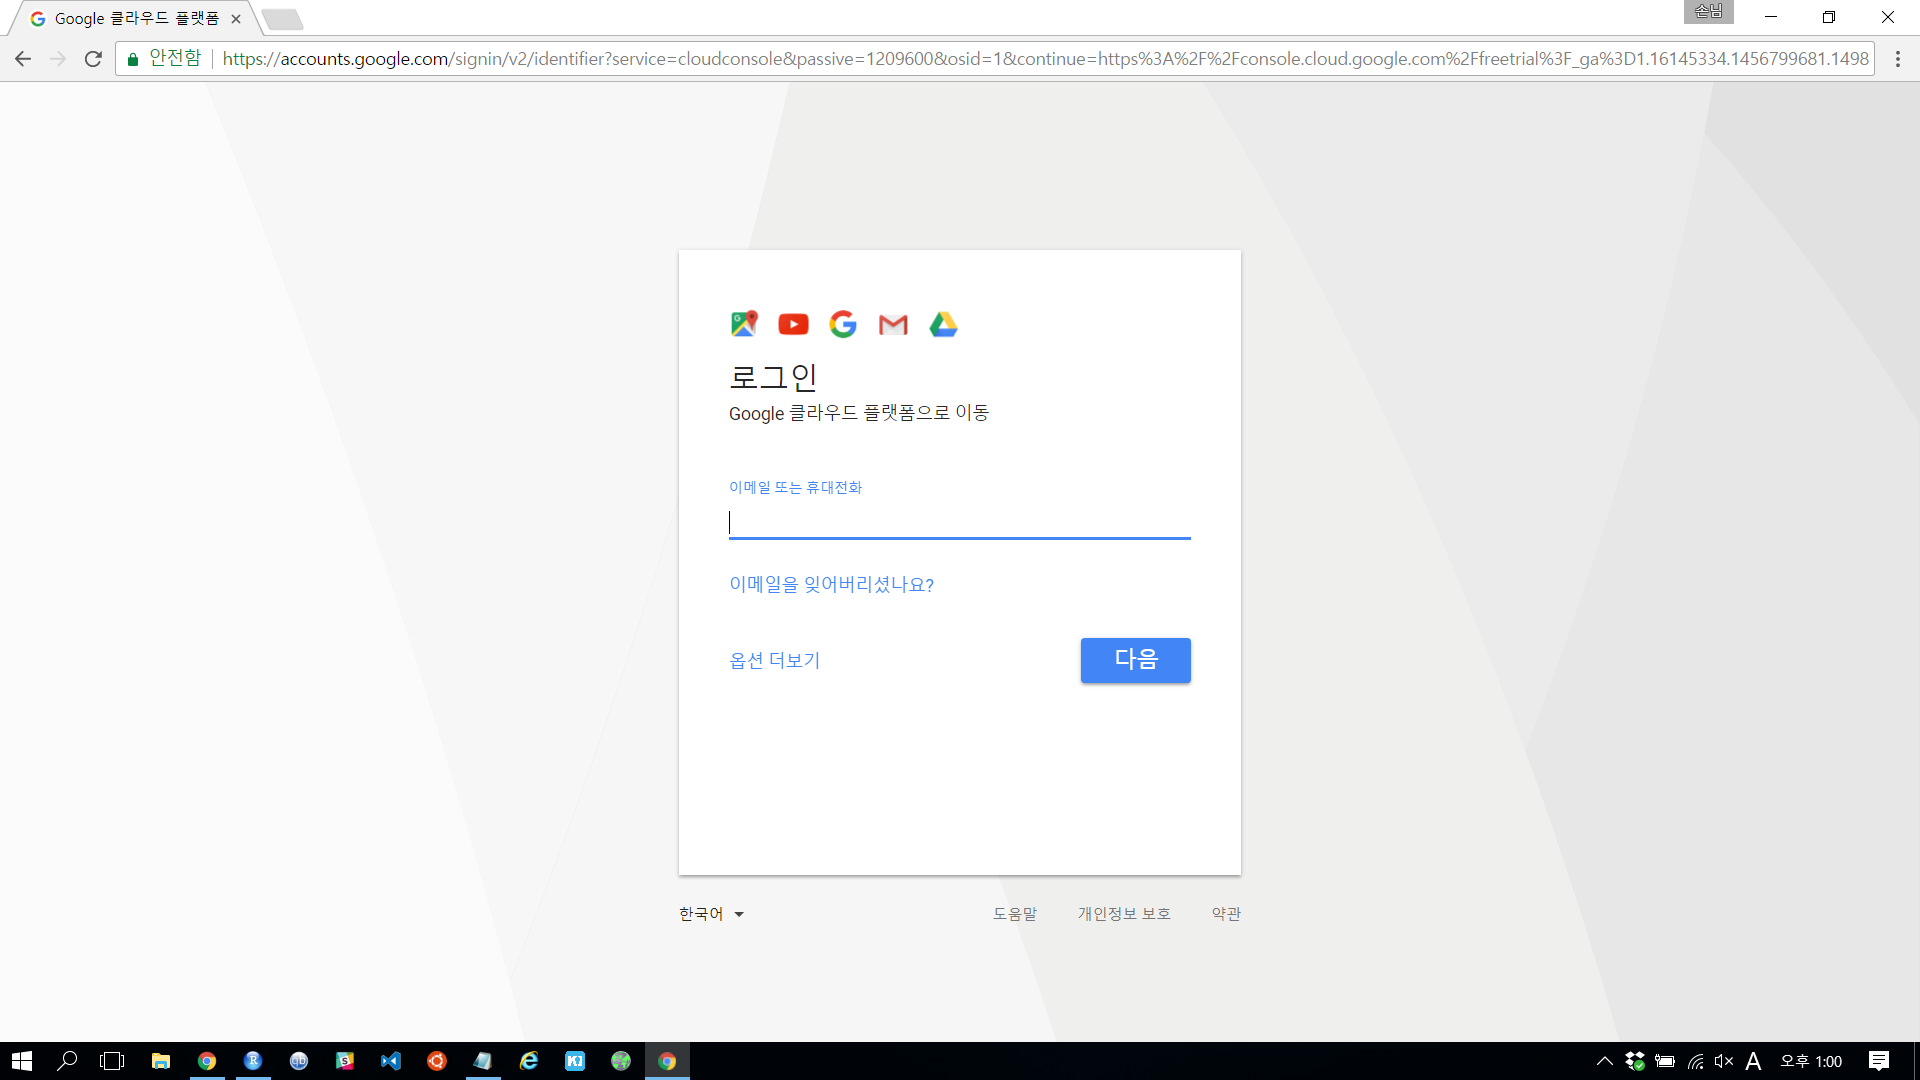 Google 클라우드 플랫폼
손님
안전함
https://accounts.google.com/signin/v2/identifier?service=cloudconsole&passive=1209600&osid=1&continue=https%3A%2F%2Fconsole.cloud.google.com%2Ffreetrial%3F_ga%3D1.16145334.1456799681.1498
로그인
Google 클라우드 플랫폼으로 이동
이메일 또는 휴대전화
이메일을 잊어버리셨나요?
옵션 더보기
다음
한국어
도움말
개인정보 보호
약관
A
오후 1:00